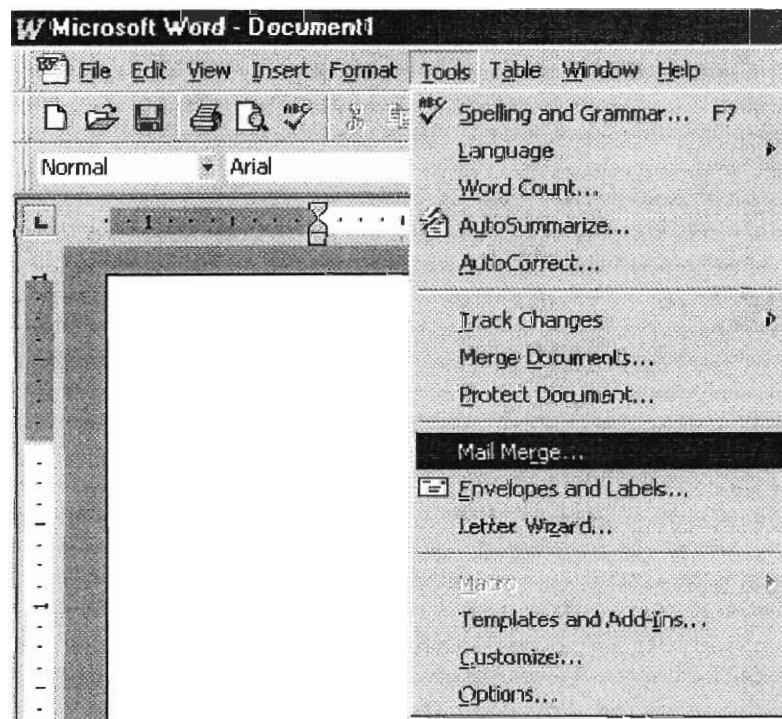 Microsoft Word - Document1
File Edit View Insert Format Tools Table Window Help
Spelling and Grammar... F7
Normal Arial
Language
Word Count...
AutoSummarize...
AutoCorrect...
Track Changes
Merge Documents...
Protect Document...
Mail Merge...
Envelopes and Labels...
Letter Wizard...
Macro
Templates and Add-Ins...
Customize...
Options...